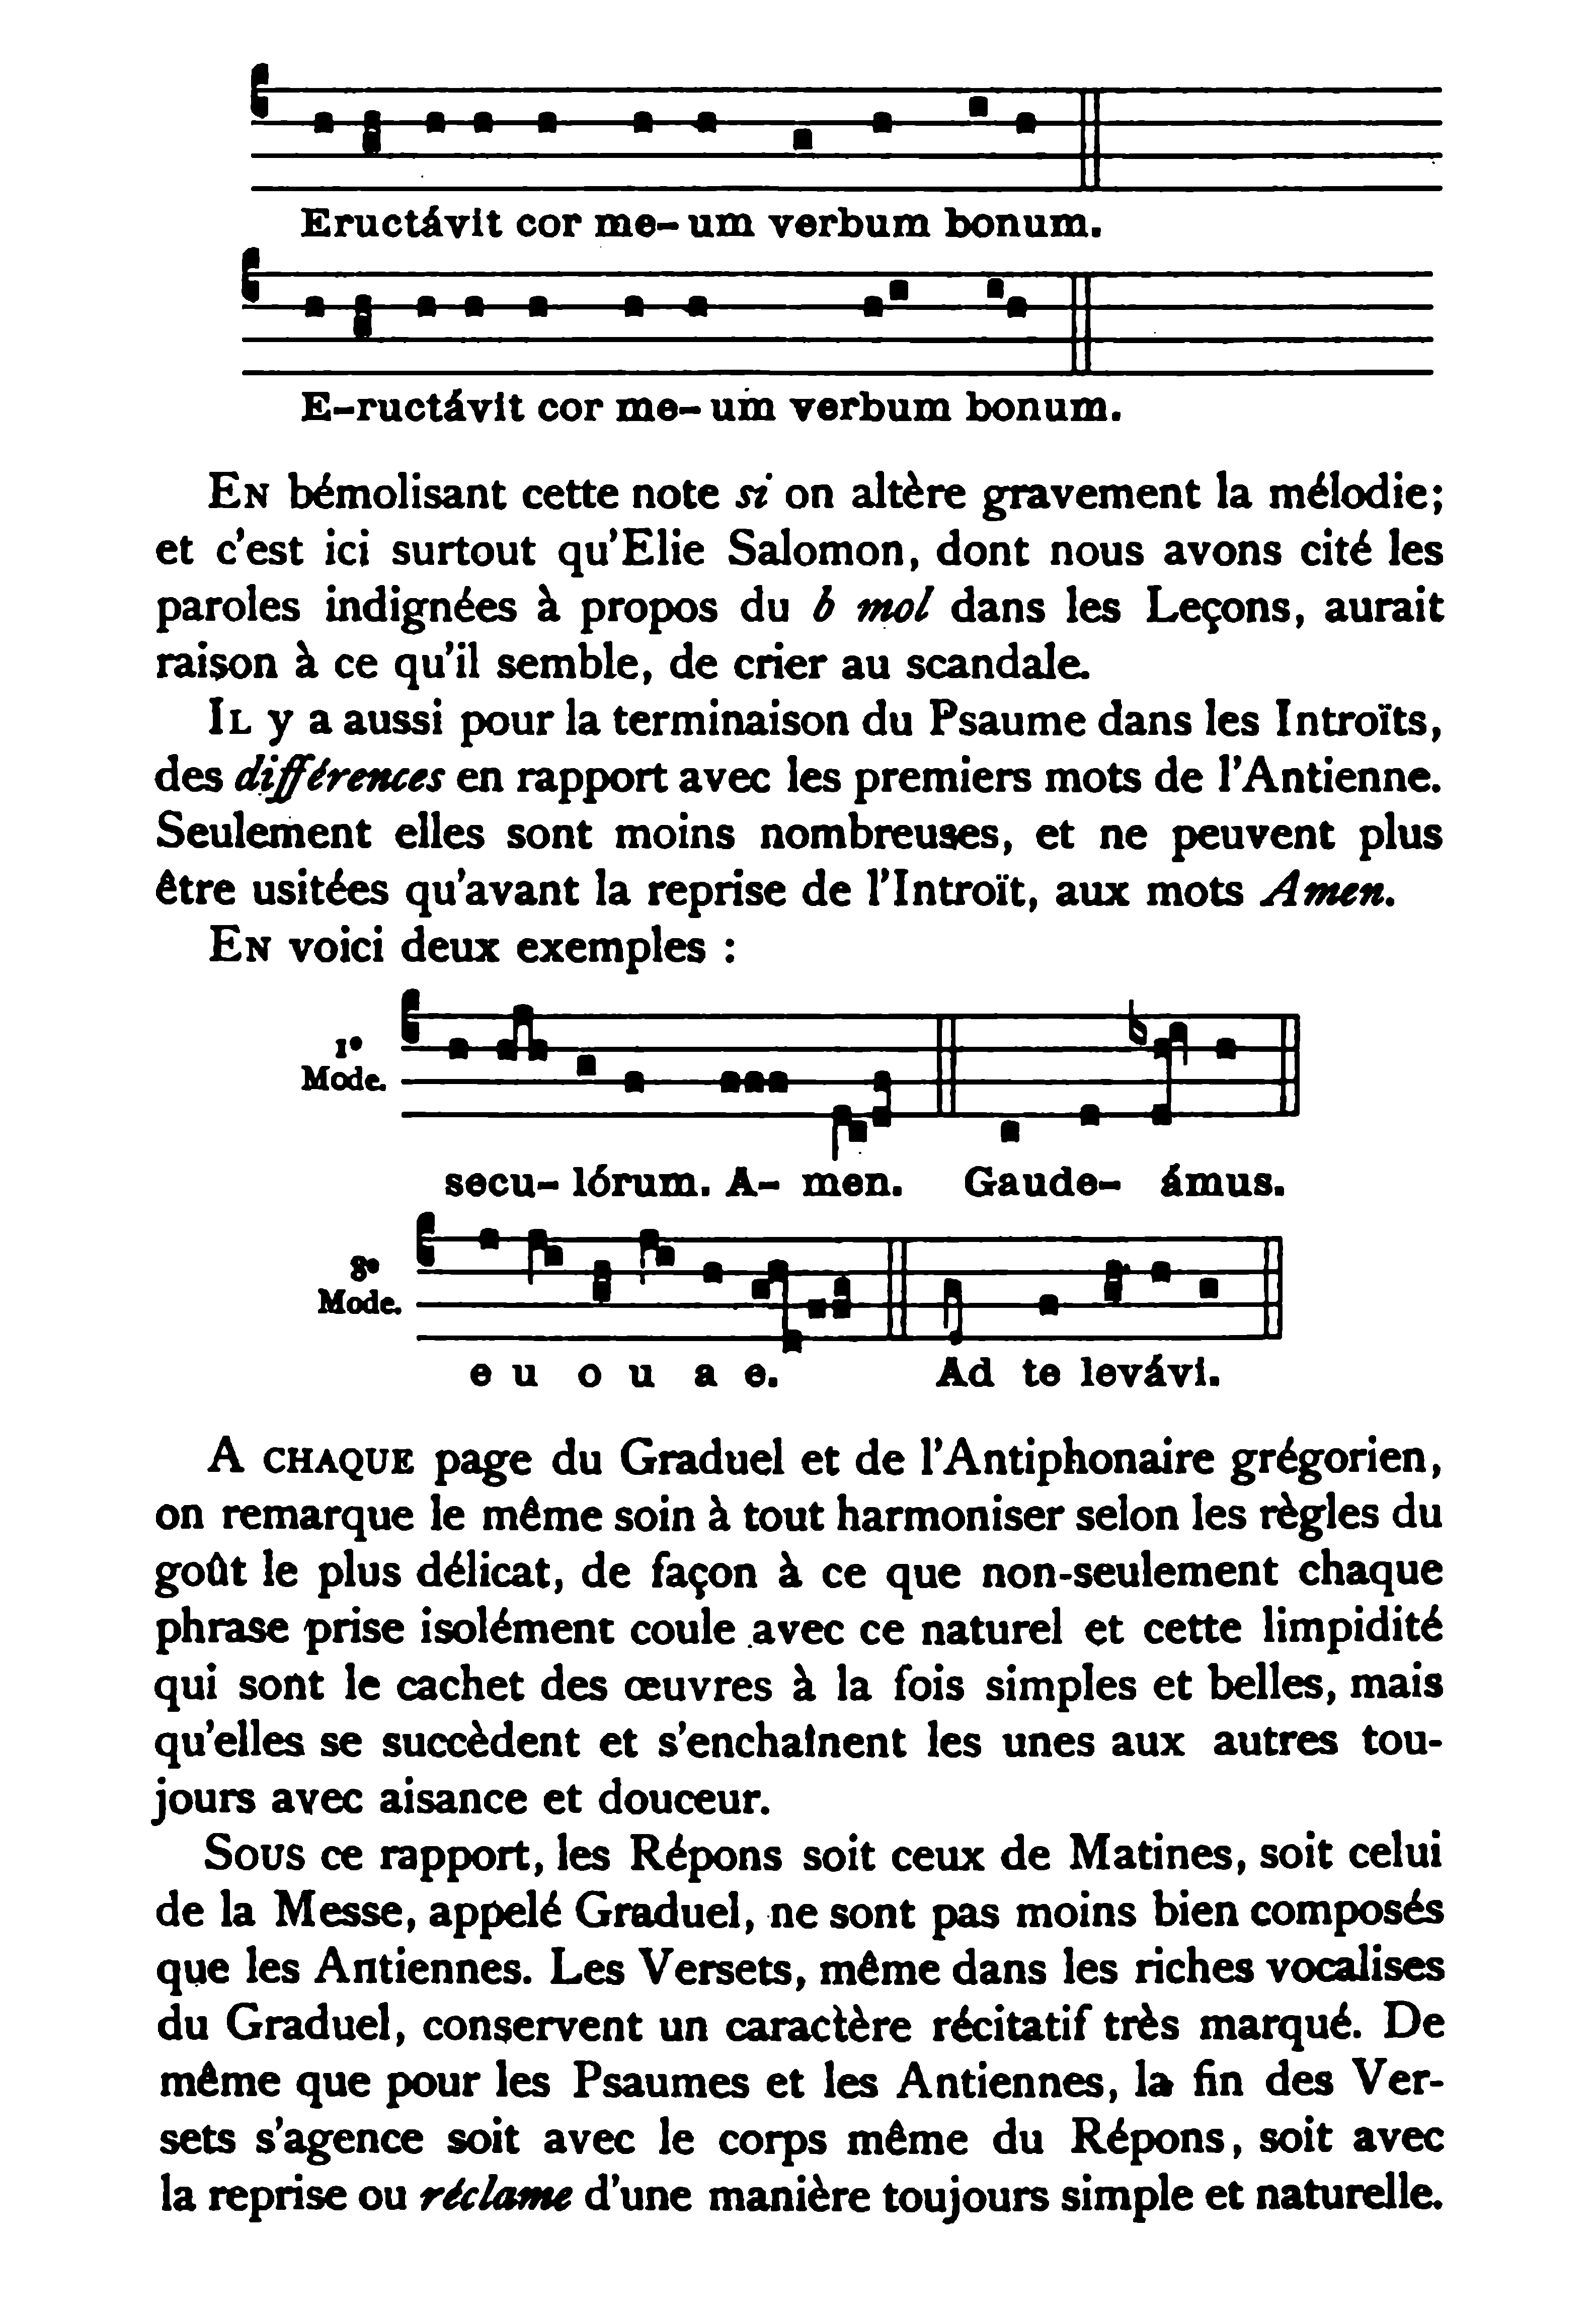 Eructávit cor me- um verbum bonum.
E-ructávit cor me- um verbum bonum.
EN bémolisant cette note si on altère gravement la mélodie;
et c'est ici surtout qu'Elie Salomon, dont nous avons cité les
paroles indignées à propos du b mol dans les Leçons, aurait
raison à ce qu'il semble, de crier au scandale.
IL y a aussi pour la terminaison du Psaume dans les Introïts,
des différences en rapport avec les premiers mots de l'Antienne.
Seulement elles sont moins nombreuses, et ne peuvent plus
être usitées qu'avant la reprise de l'Introït, aux mots Amen.
EN voici deux exemples :
1e
Mode.
secu- lórum. A- men. Gaude- ámus.
8e
Mode.
e u o u a e. Ad te levávi.
A CHAQUE page du Graduel et de l'Antiphonaire grégorien,
on remarque le même soin à tout harmoniser selon les règles du
goût le plus délicat, de façon à ce que non-seulement chaque
phrase prise isolément coule avec ce naturel et cette limpidité
qui sont le cachet des œuvres à la fois simples et belles, mais
qu'elles se succèdent et s'enchaînent les unes aux autres tou-
jours avec aisance et douceur.
SOUS ce rapport, les Répons soit ceux de Matines, soit celui
de la Messe, appelé Graduel, ne sont pas moins bien composés
que les Antiennes. Les Versets, même dans les riches vocalises
du Graduel, conservent un caractère récitatif très marqué. De
même que pour les Psaumes et les Antiennes, la fin des Ver-
sets s'agence soit avec le corps même du Répons, soit avec
la reprise ou réclame d'une manière toujours simple et naturelle.